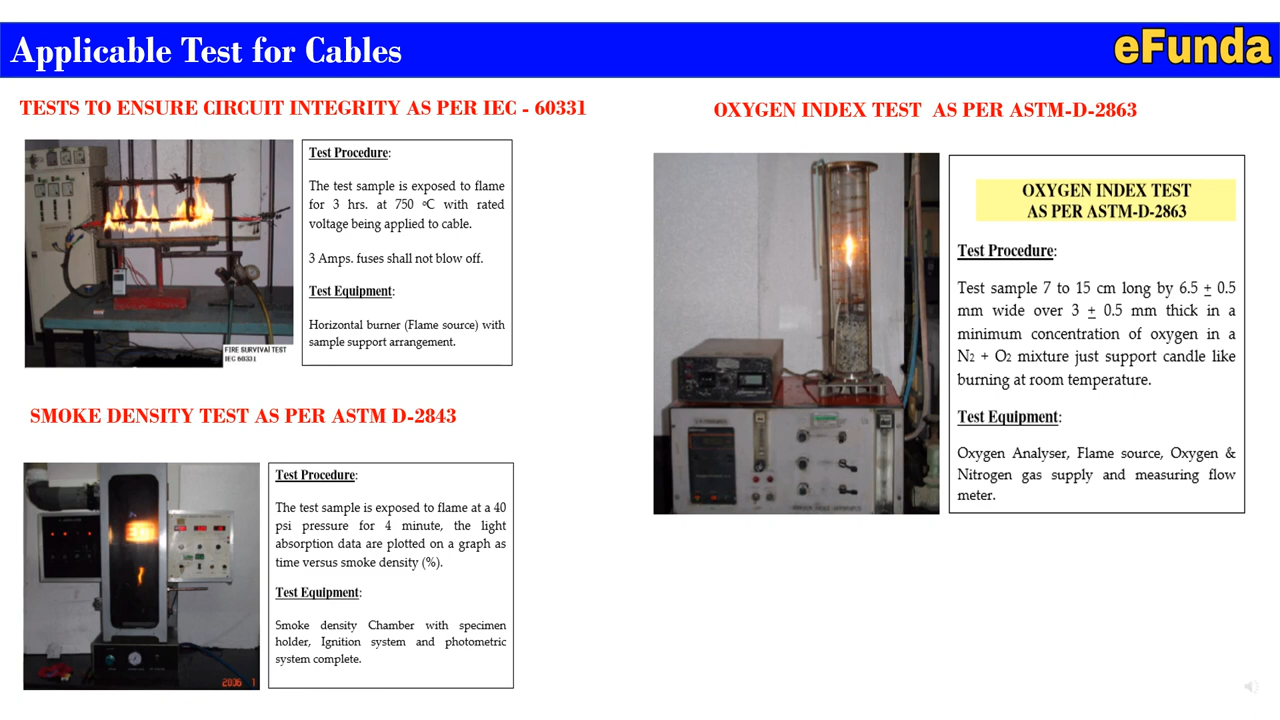 Applicable Test for Cables
eFunda
TESTS TO ENSURE CIRCUIT INTEGRITY AS PER IEC - 60331
Test Procedure:
The test sample is exposed to flame
for 3 hrs. at 750 °C with rated
voltage being applied to cable.
3 Amps. fuses shall not blow off.
Test Equipment:
Horizontal burner (Flame source) with
sample support arrangement.
FIRE SURVIVAL TEST
IEC 60331
SMOKE DENSITY TEST AS PER ASTM D-2843
Test Procedure:
The test sample is exposed to flame at a 40
psi pressure for 4 minute, the light
absorption data are plotted on a graph as
time versus smoke density (%).
Test Equipment:
Smoke density Chamber with specimen
holder, Ignition system and photometric
system complete.
2006 1
OXYGEN INDEX TEST AS PER ASTM-D-2863
OXYGEN INDEX TEST
AS PER ASTM-D-2863
Test Procedure:
Test sample 7 to 15 cm long by 6.5 ± 0.5
mm wide over 3 ± 0.5 mm thick in a
minimum concentration of oxygen in a
N2 + O2 mixture just support candle like
burning at room temperature.
Test Equipment:
Oxygen Analyser, Flame source, Oxygen &
Nitrogen gas supply and measuring flow
meter.